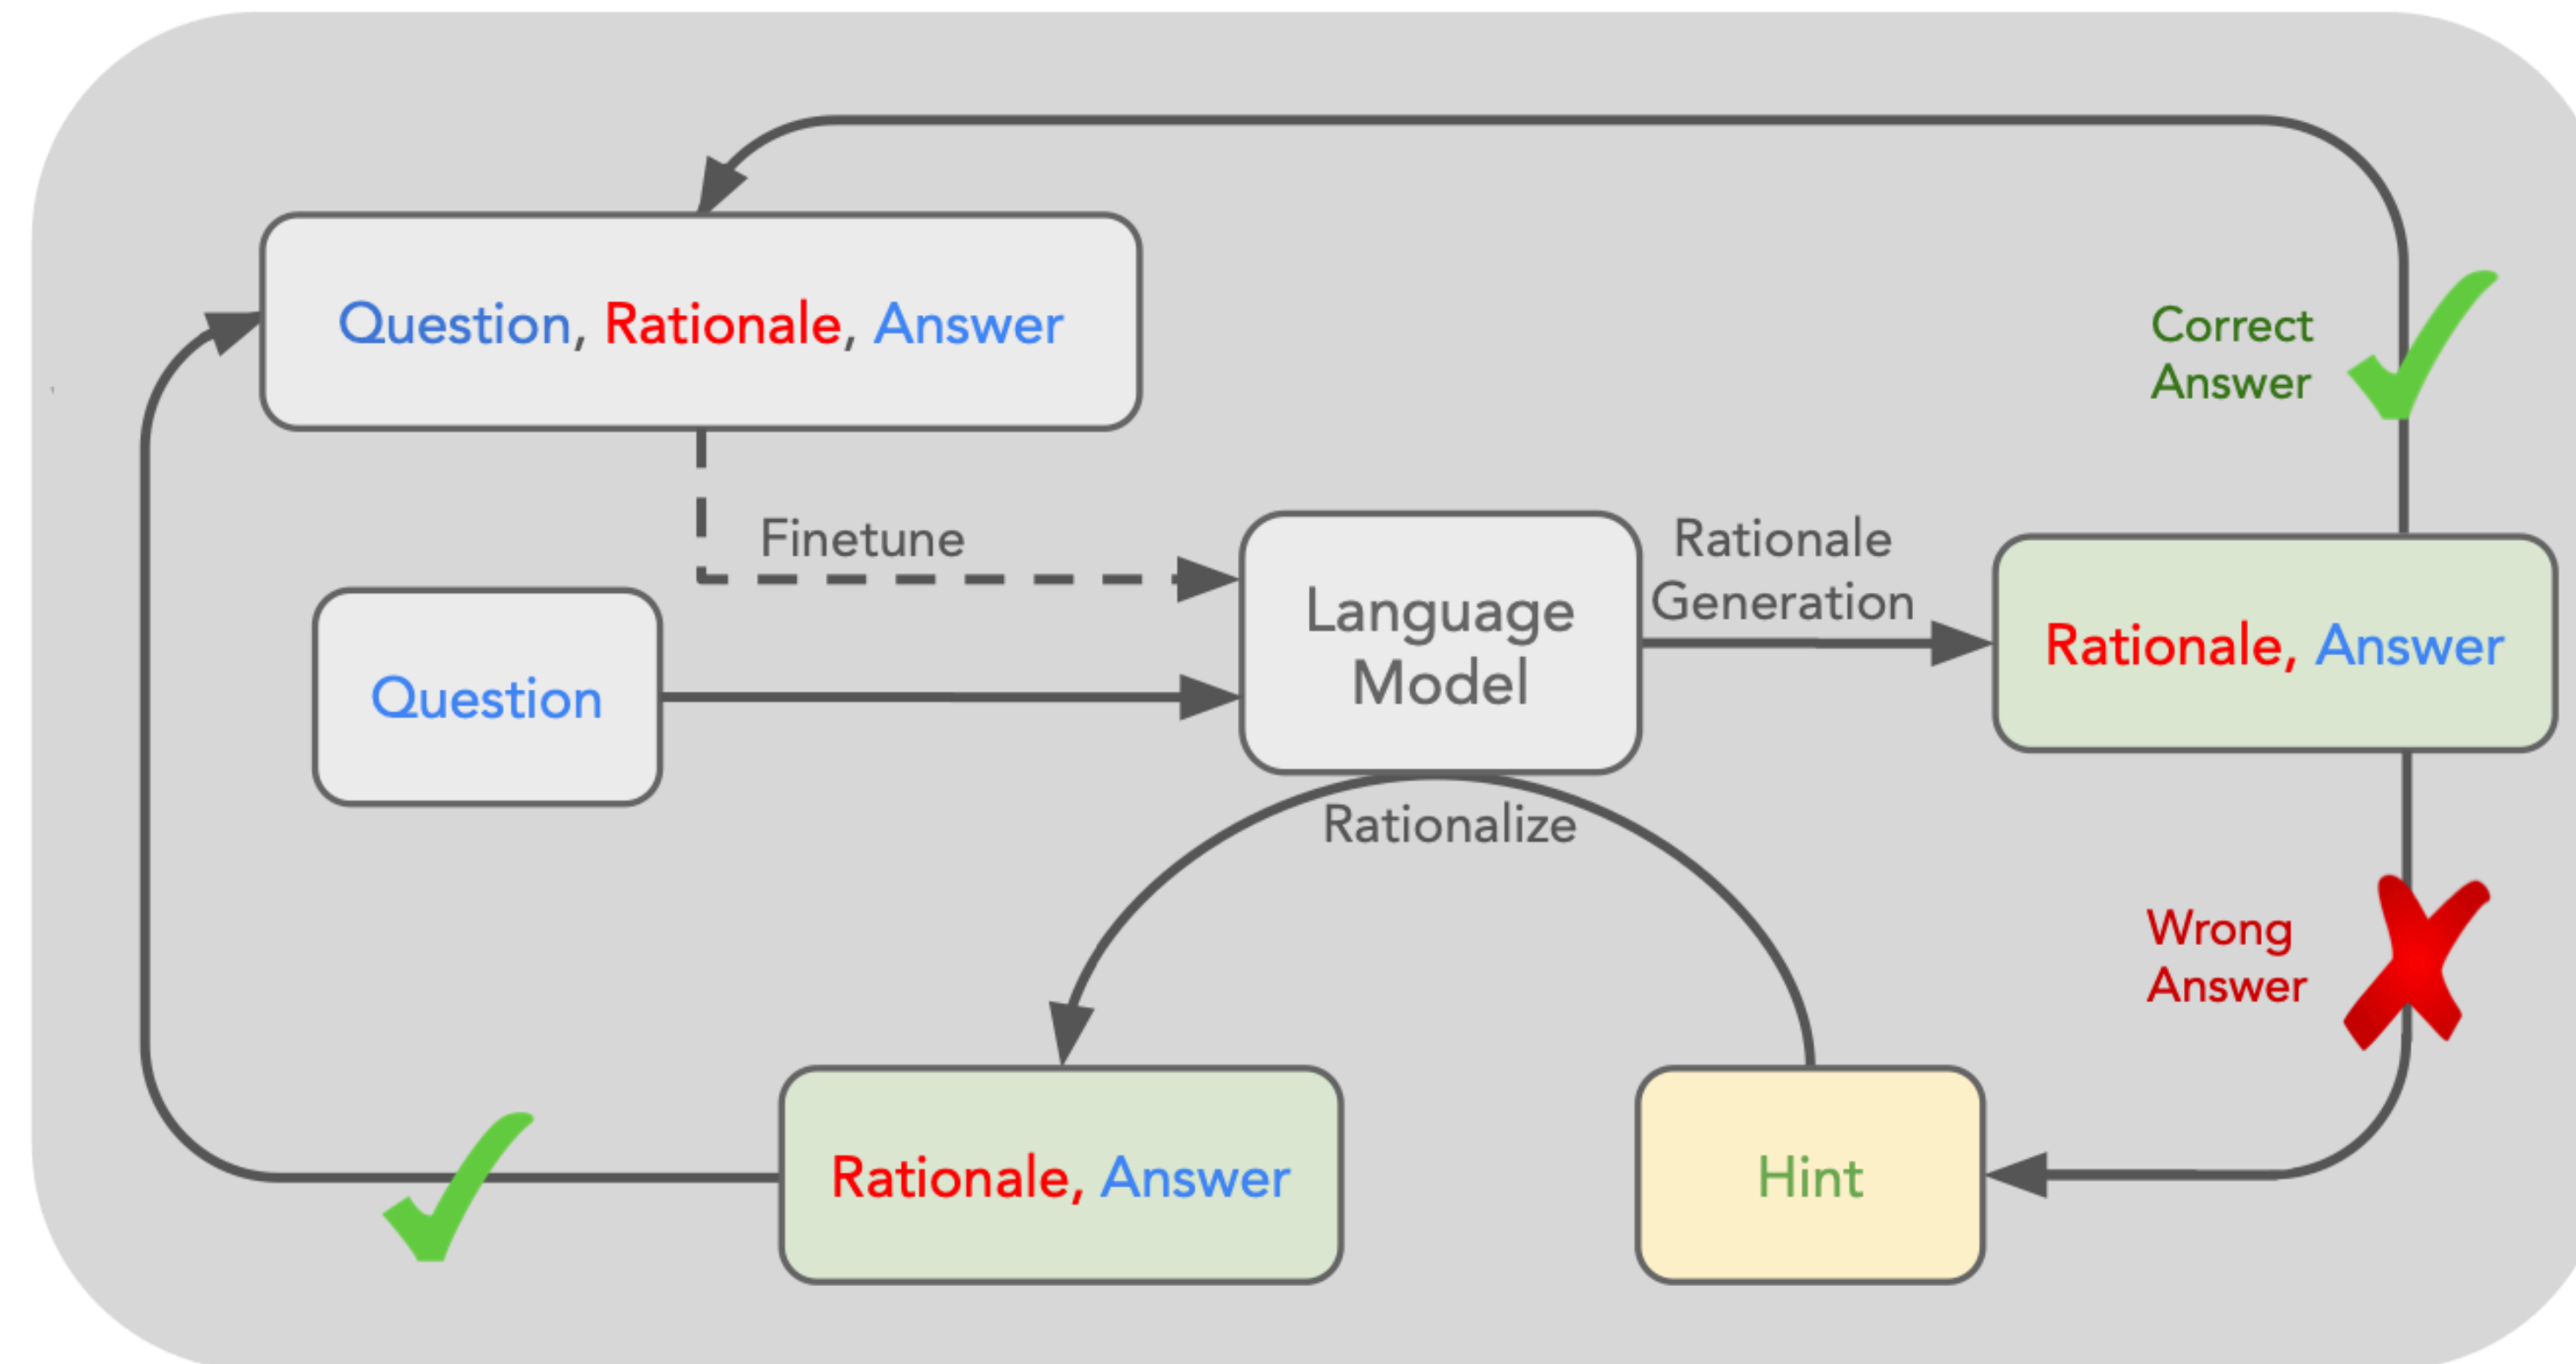 Question, Rationale, Answer
Correct
Answer
Finetune
Rationale
Generation
Language
Model
Question
Rationale, Answer
Rationalize
Wrong
Answer
Rationale, Answer
Hint